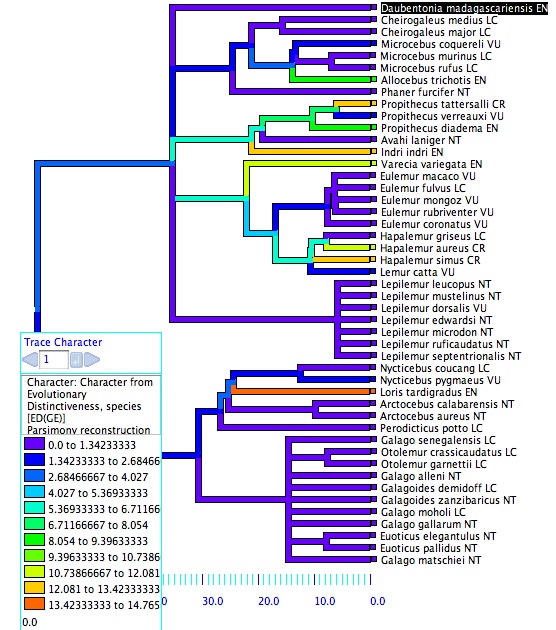 Daubentonia madagascariensis EN
Cheirogaleus medius LC
Cheirogaleus major LC
Microcebus coquereli VU
Microcebus murinus LC
Microcebus rufus LC
Allocebus trichotis EN
Phaner furcifer NT
Propithecus tattersalli CR
Propithecus verreauxi VU
Propithecus diadema EN
Avahi laniger NT
Indri indri EN
Varecia variegata EN
Eulemur macaco VU
Eulemur fulvus LC
Eulemur mongoz VU
Eulemur rubriventer VU
Eulemur coronatus VU
Hapalemur griseus LC
Hapalemur aureus CR
Hapalemur simus CR
Lemur catta VU
Lepilemur leucopus NT
Lepilemur mustelinus NT
Lepilemur dorsalis VU
Lepilemur edwardsi NT
Lepilemur microdon NT
Lepilemur ruficaudatus NT
Lepilemur septentrionalis NT
Nycticebus coucang LC
Nycticebus pygmaeus VU
Loris tardigradus EN
Arctocebus calabarensis NT
Arctocebus aureus NT
Perodicticus potto LC
Galago senegalensis LC
Otolemur crassicaudatus LC
Otolemur garnettii LC
Galago alleni NT
Galagoides demidoff LC
Galagoides zanzibaricus NT
Galago moholi LC
Galago gallarum NT
Euoticus elegantulus NT
Euoticus pallidus NT
Galago matschiei NT
Trace Character
1
Character: Character from
Evolutionary
Distinctiveness, species
[ED(GE)]
Parsimony reconstruction
0.0 to 1.34233333
1.34233333 to 2.68466
2.68466667 to 4.027
4.027 to 5.36933333
5.36933333 to 6.71166
6.71166667 to 8.054
8.054 to 9.39633333
9.39633333 to 10.7386
10.73866667 to 12.081
12.081 to 13.42233333
13.42233333 to 14.765
0.0
0 30.0 20.0 10.0 0.0